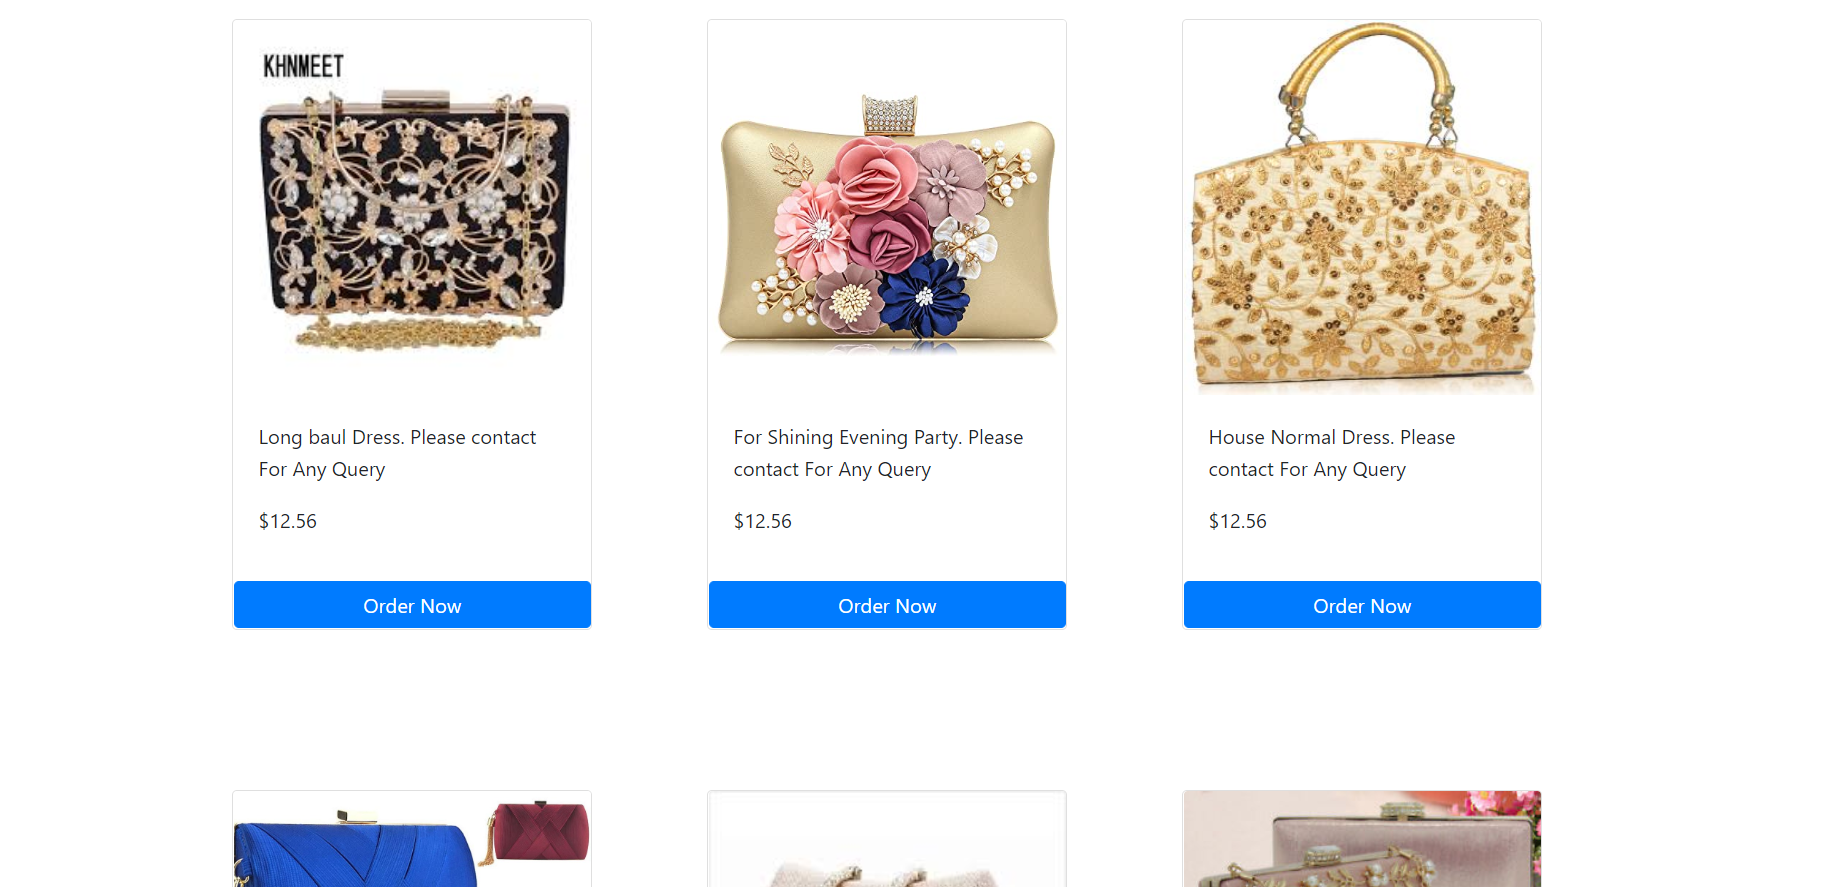 KHNMEET
Long baul Dress. Please contact
For Any Query
$12.56
Order Now
For Shining Evening Party. Please
contact For Any Query
$12.56
Order Now
House Normal Dress. Please
contact For Any Query
$12.56
Order Now